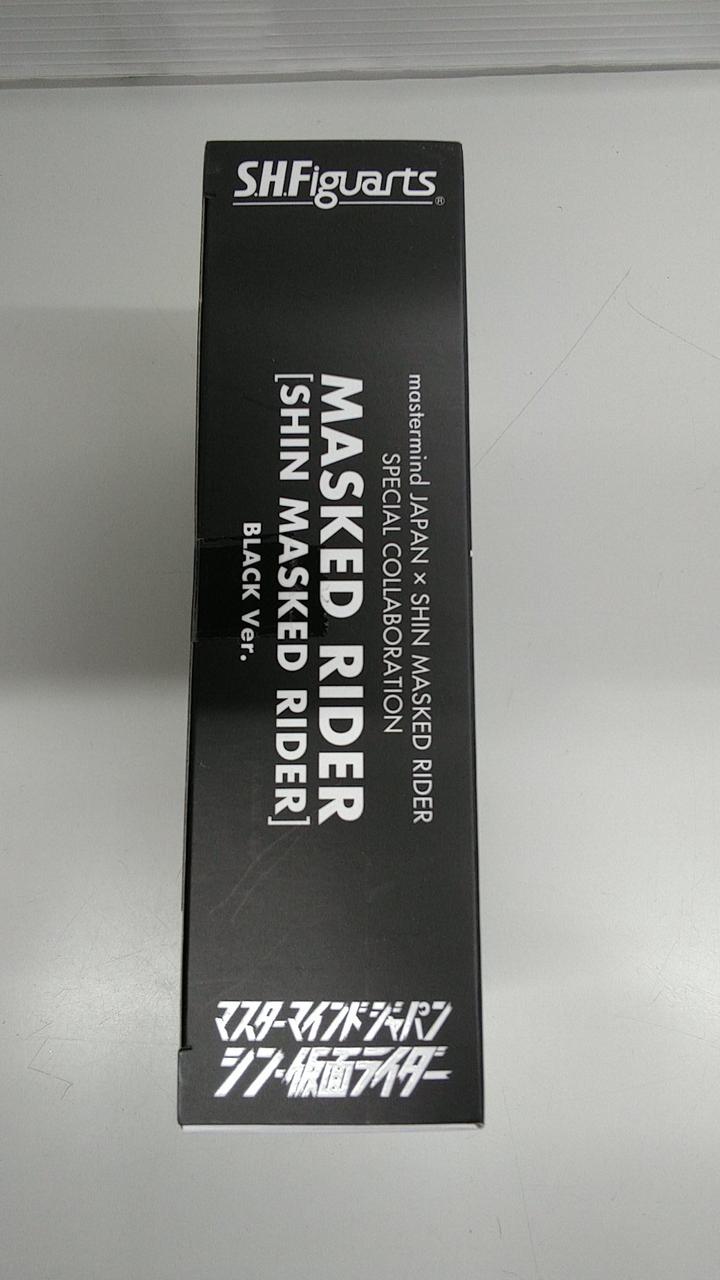 S.H.Figuarts®
mastermind JAPAN × SHIN MASKED RIDER
SPECIAL COLLABORATION
MASKED RIDER
[SHIN MASKED RIDER]
BLACK Ver.
マスターマインドジャパン
シン・仮面ライダー